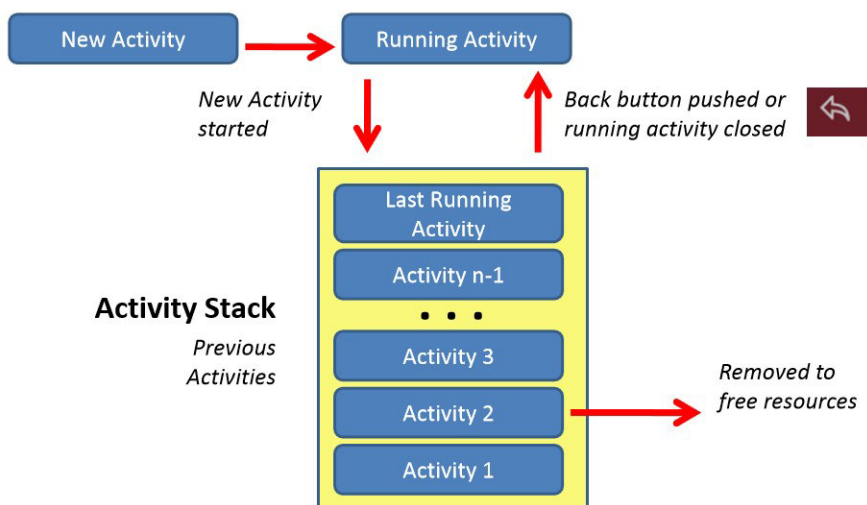 New Activity
Running Activity
New Activity
started
Back button pushed or
running activity closed
Last Running
Activity
Activity n-1
. . .
Activity Stack
Previous
Activities
Activity 3
Activity 2
Activity 1
Removed to
free resources